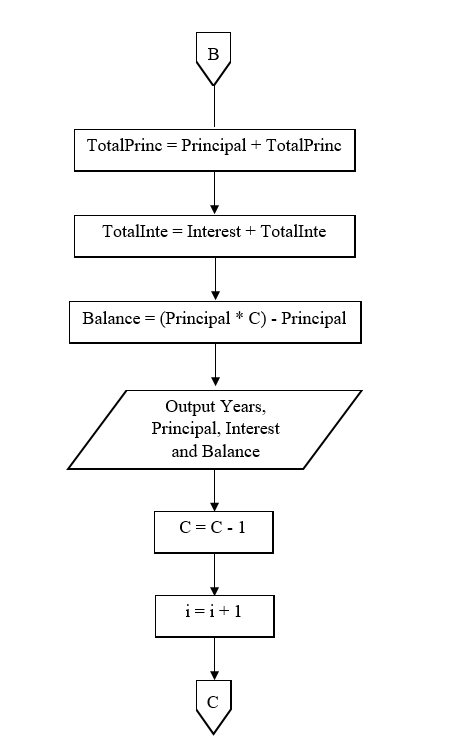 B
TotalPrinc = Principal + TotalPrinc
TotalInte = Interest + TotalInte
Balance = (Principal * C) - Principal
Output Years,
Principal, Interest
and Balance
C = C - 1
i = i + 1
C